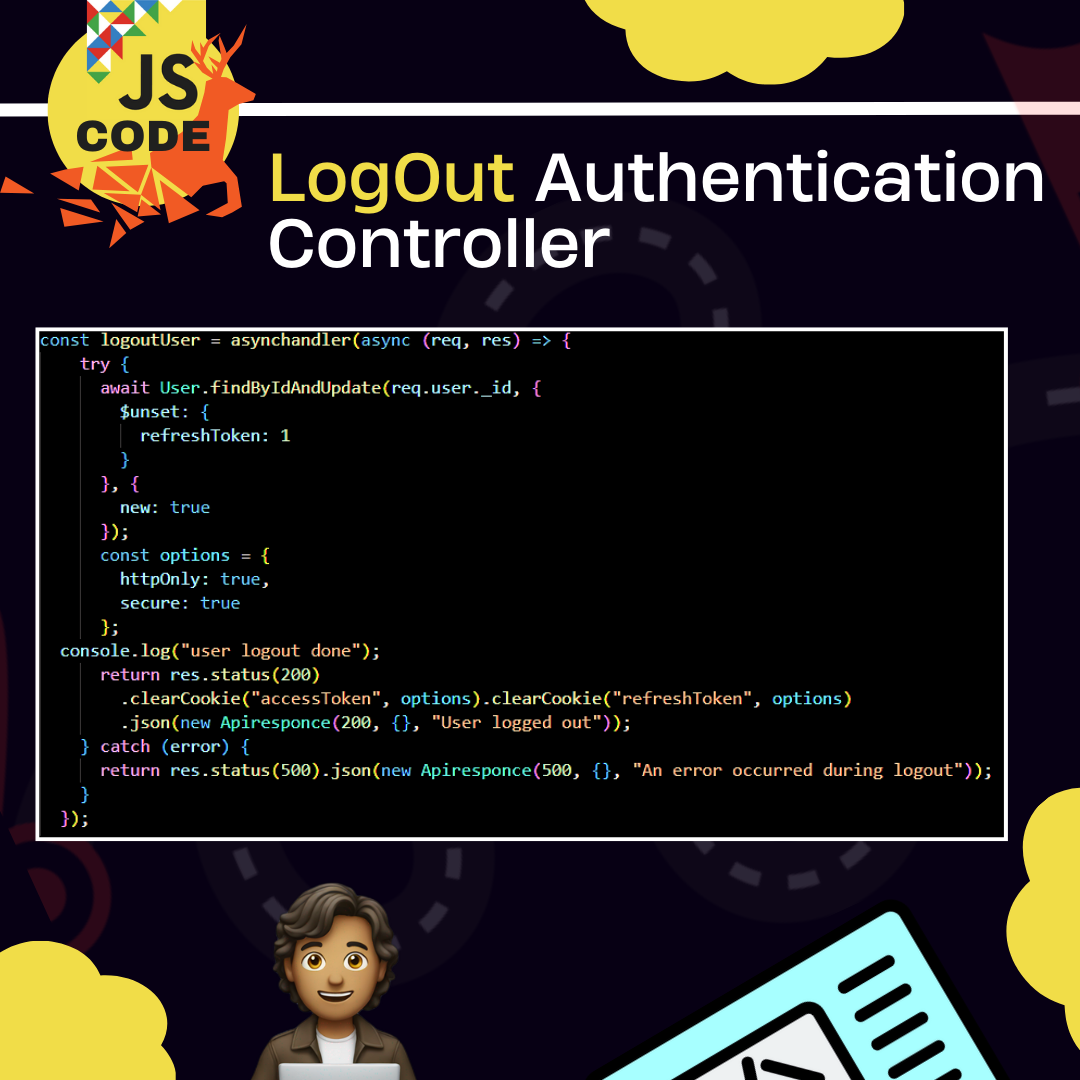 JS
CODE
LogOut Authentication
Controller
const logoutUser = asynchandler(async (req, res) => {
try {
await User.findByIdAndUpdate(req.user._id, {
$unset: {
refreshToken: 1
}
}, {
new: true
});
const options = {
httpOnly: true,
secure: true
};
console.log("user logout done");
return res.status(200)
.clearCookie("accessToken", options).clearCookie("refreshToken", options)
.json(new Apiresponce(200, {}, "User logged out"));
} catch (error) {
return res.status(500).json(new Apiresponce(500, {}, "An error occurred during logout"));
}
});